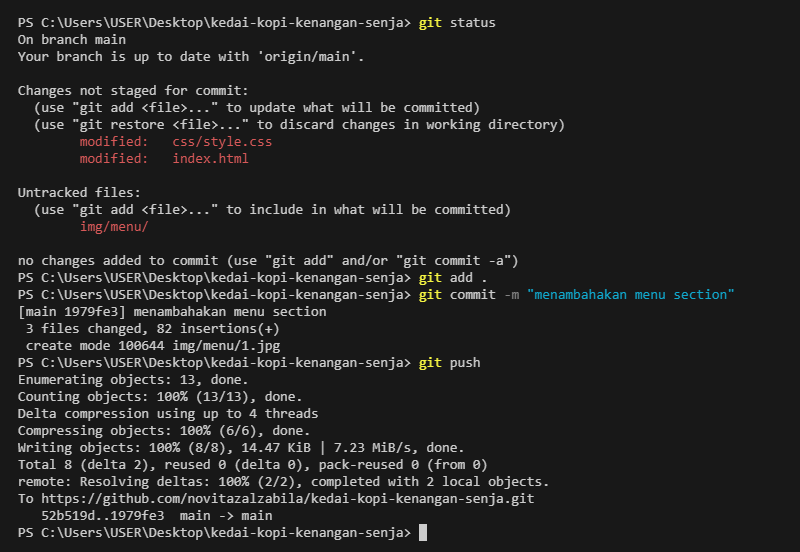 PS C:\Users\USER\Desktop\kedai-kopi-kenangan-senja> git status
On branch main
Your branch is up to date with 'origin/main'.
Changes not staged for commit:
(use "git add <file>..." to update what will be committed)
(use "git restore <file>..." to discard changes in working directory)
modified:   css/style.css
modified:   index.html
Untracked files:
(use "git add <file>..." to include in what will be committed)
img/menu/
no changes added to commit (use "git add" and/or "git commit -a")
PS C:\Users\USER\Desktop\kedai-kopi-kenangan-senja> git add .
PS C:\Users\USER\Desktop\kedai-kopi-kenangan-senja> git commit -m "menambahakan menu section"
[main 1979fe3] menambahakan menu section
3 files changed, 82 insertions(+)
create mode 100644 img/menu/1.jpg
PS C:\Users\USER\Desktop\kedai-kopi-kenangan-senja> git push
Enumerating objects: 13, done.
Counting objects: 100% (13/13), done.
Delta compression using up to 4 threads
Compressing objects: 100% (6/6), done.
Writing objects: 100% (8/8), 14.47 KiB | 7.23 MiB/s, done.
Total 8 (delta 2), reused 0 (delta 0), pack-reused 0 (from 0)
remote: Resolving deltas: 100% (2/2), completed with 2 local objects.
To https://github.com/novitazalzabila/kedai-kopi-kenangan-senja.git
52b519d..1979fe3  main -> main
PS C:\Users\USER\Desktop\kedai-kopi-kenangan-senja>